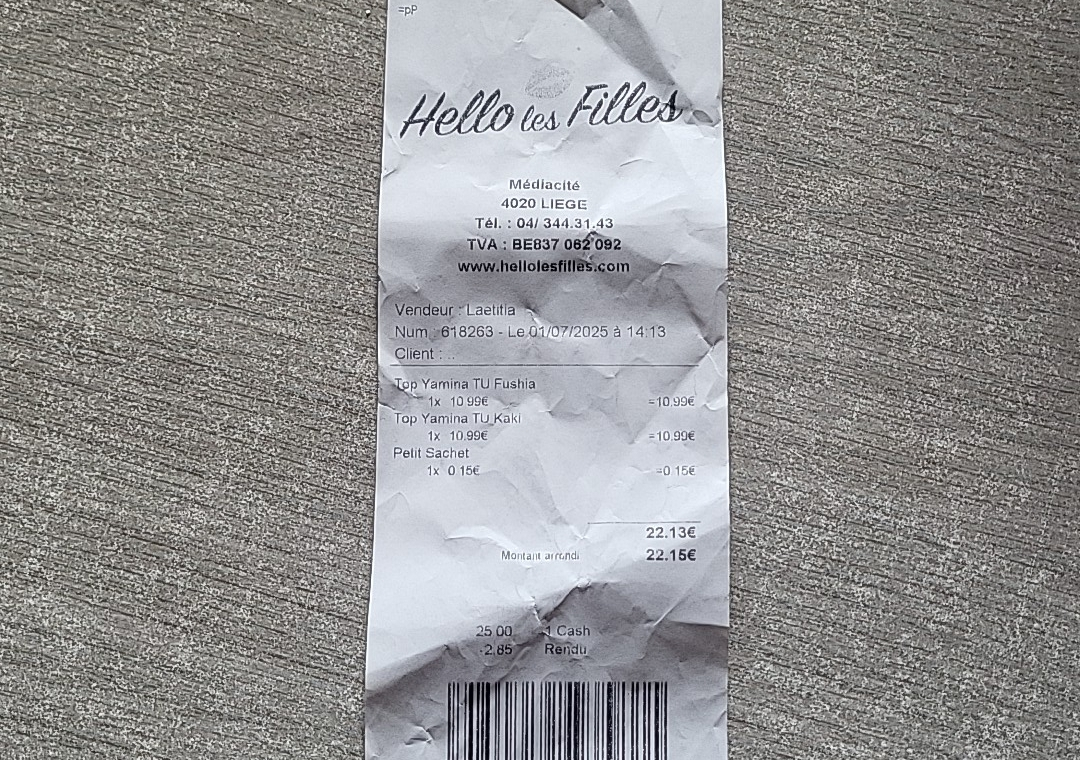 =pP
Hello les Filles
Médiacité
4020 LIEGE
Tél. : 04/ 344.31.43
TVA : BE837 062 092
www.hellolesfilles.com
Vendeur : Laetitia
Num : 618263 - Le 01/07/2025 à 14:13
Client : ..
Top Yamina TU Fushia
1x 10.99€ =10.99€
Top Yamina TU Kaki
1x 10.99€ =10.99€
Petit Sachet
1x 0.15€ =0.15€
22.13€
Montant arrondi 22.15€
25.00 1 Cash
-2.85 Rendu